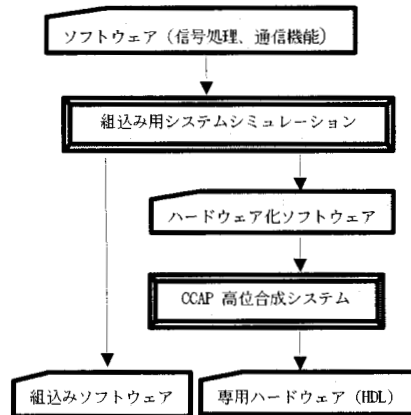 ソフトウェア（信号処理、通信機能）
組込み用システムシミュレーション
ハードウェア化ソフトウェア
CCAP 高位合成システム
組込みソフトウェア
専用ハードウェア（HDL）